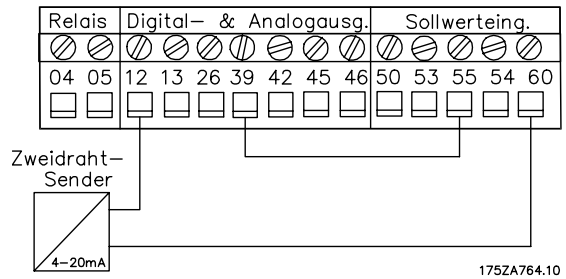 Relais Digital- & Analogausg. Sollwerteing.
04 05 12 13 26 39 42 45 46 50 53 55 54 60
Zweidraht-
Sender
4-20mA
175ZA764.10